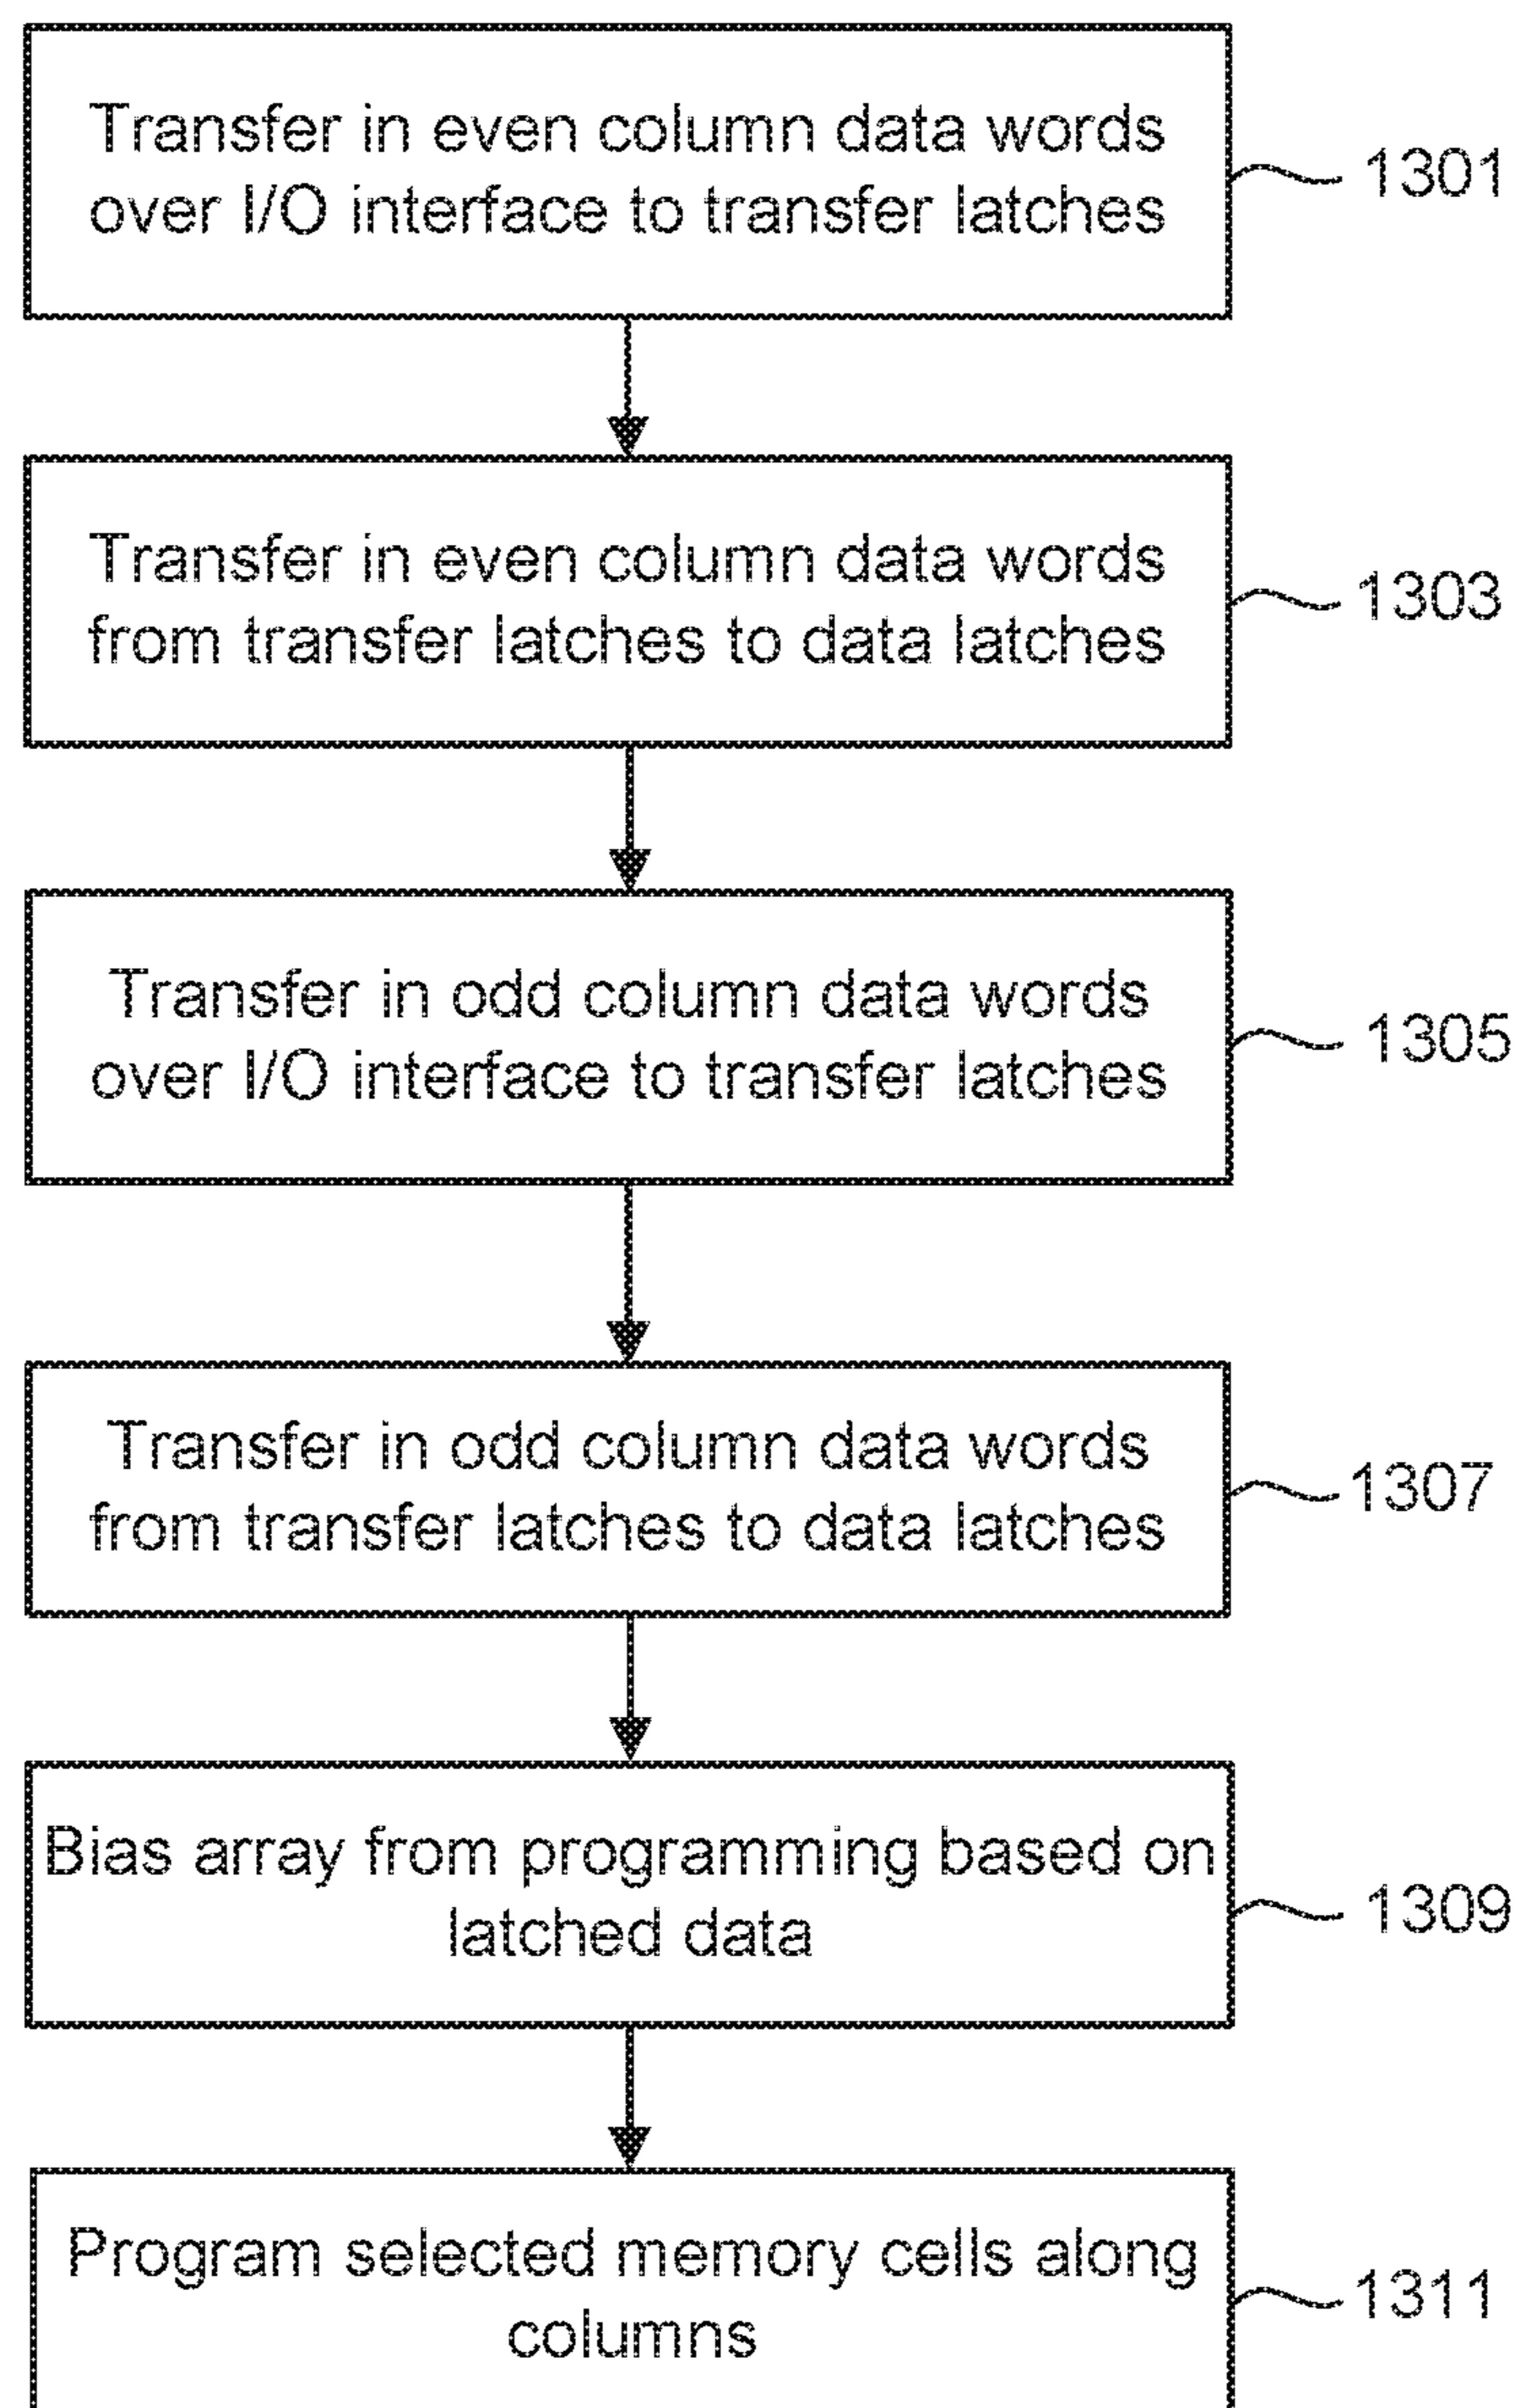 Transfer in even column data words
over I/O interface to transfer latches
1301
Transfer in even column data words
from transfer latches to data latches
1303
Transfer in odd column data words
over I/O interface to transfer latches
1305
Transfer in odd column data words
from transfer latches to data latches
1307
Bias array from programming based on
latched data
1309
Program selected memory cells along
columns
1311